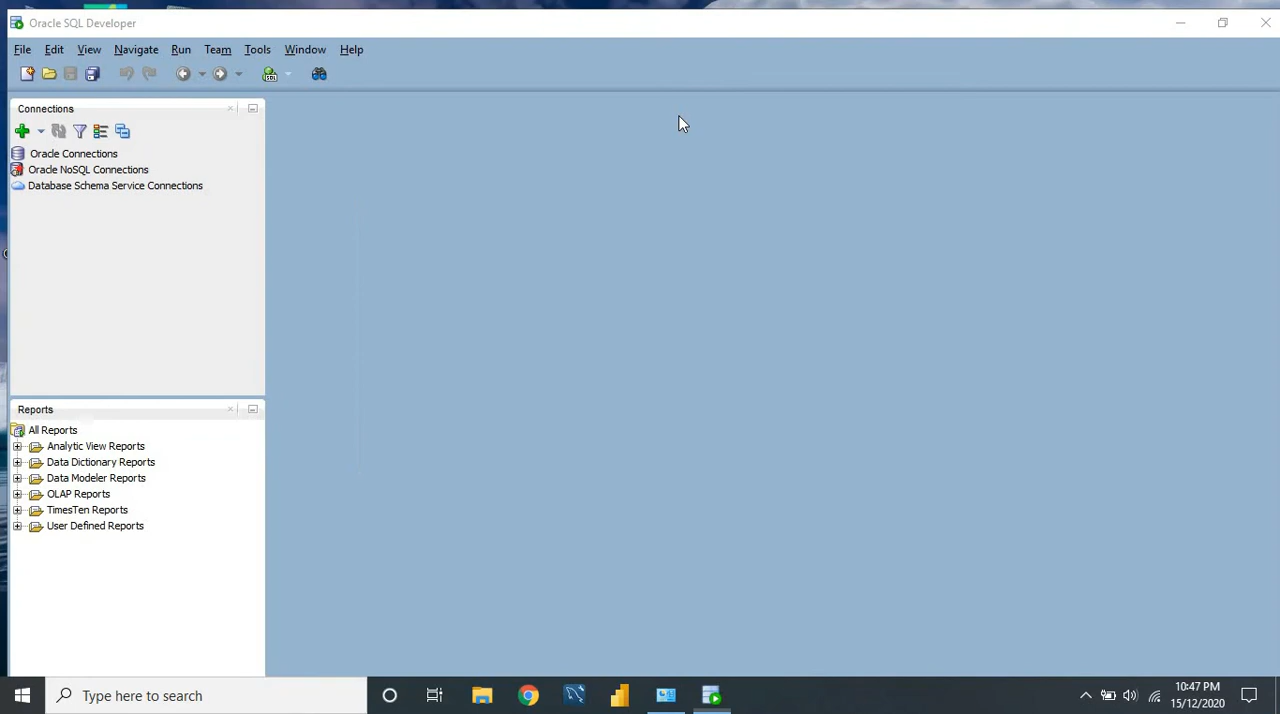 Oracle SQL Developer
File Edit View Navigate Run Team Tools Window Help
SQL
Connections
Oracle Connections
Oracle NoSQL Connections
Database Schema Service Connections
Reports
All Reports
Analytic View Reports
Data Dictionary Reports
Data Modeler Reports
OLAP Reports
TimesTen Reports
User Defined Reports
Type here to search
10:47 PM
15/12/2020